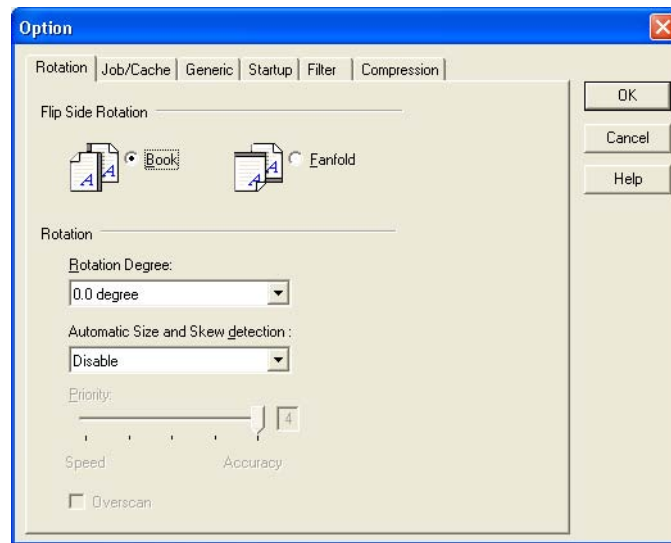 Option
Rotation Job/Cache Generic Startup Filter Compression
OK
Cancel
Help
Flip Side Rotation
A A Book A A Fanfold
Rotation
Rotation Degree:
0.0 degree
Automatic Size and Skew detection :
Disable
Priority:
4
Speed Accuracy
Overscan